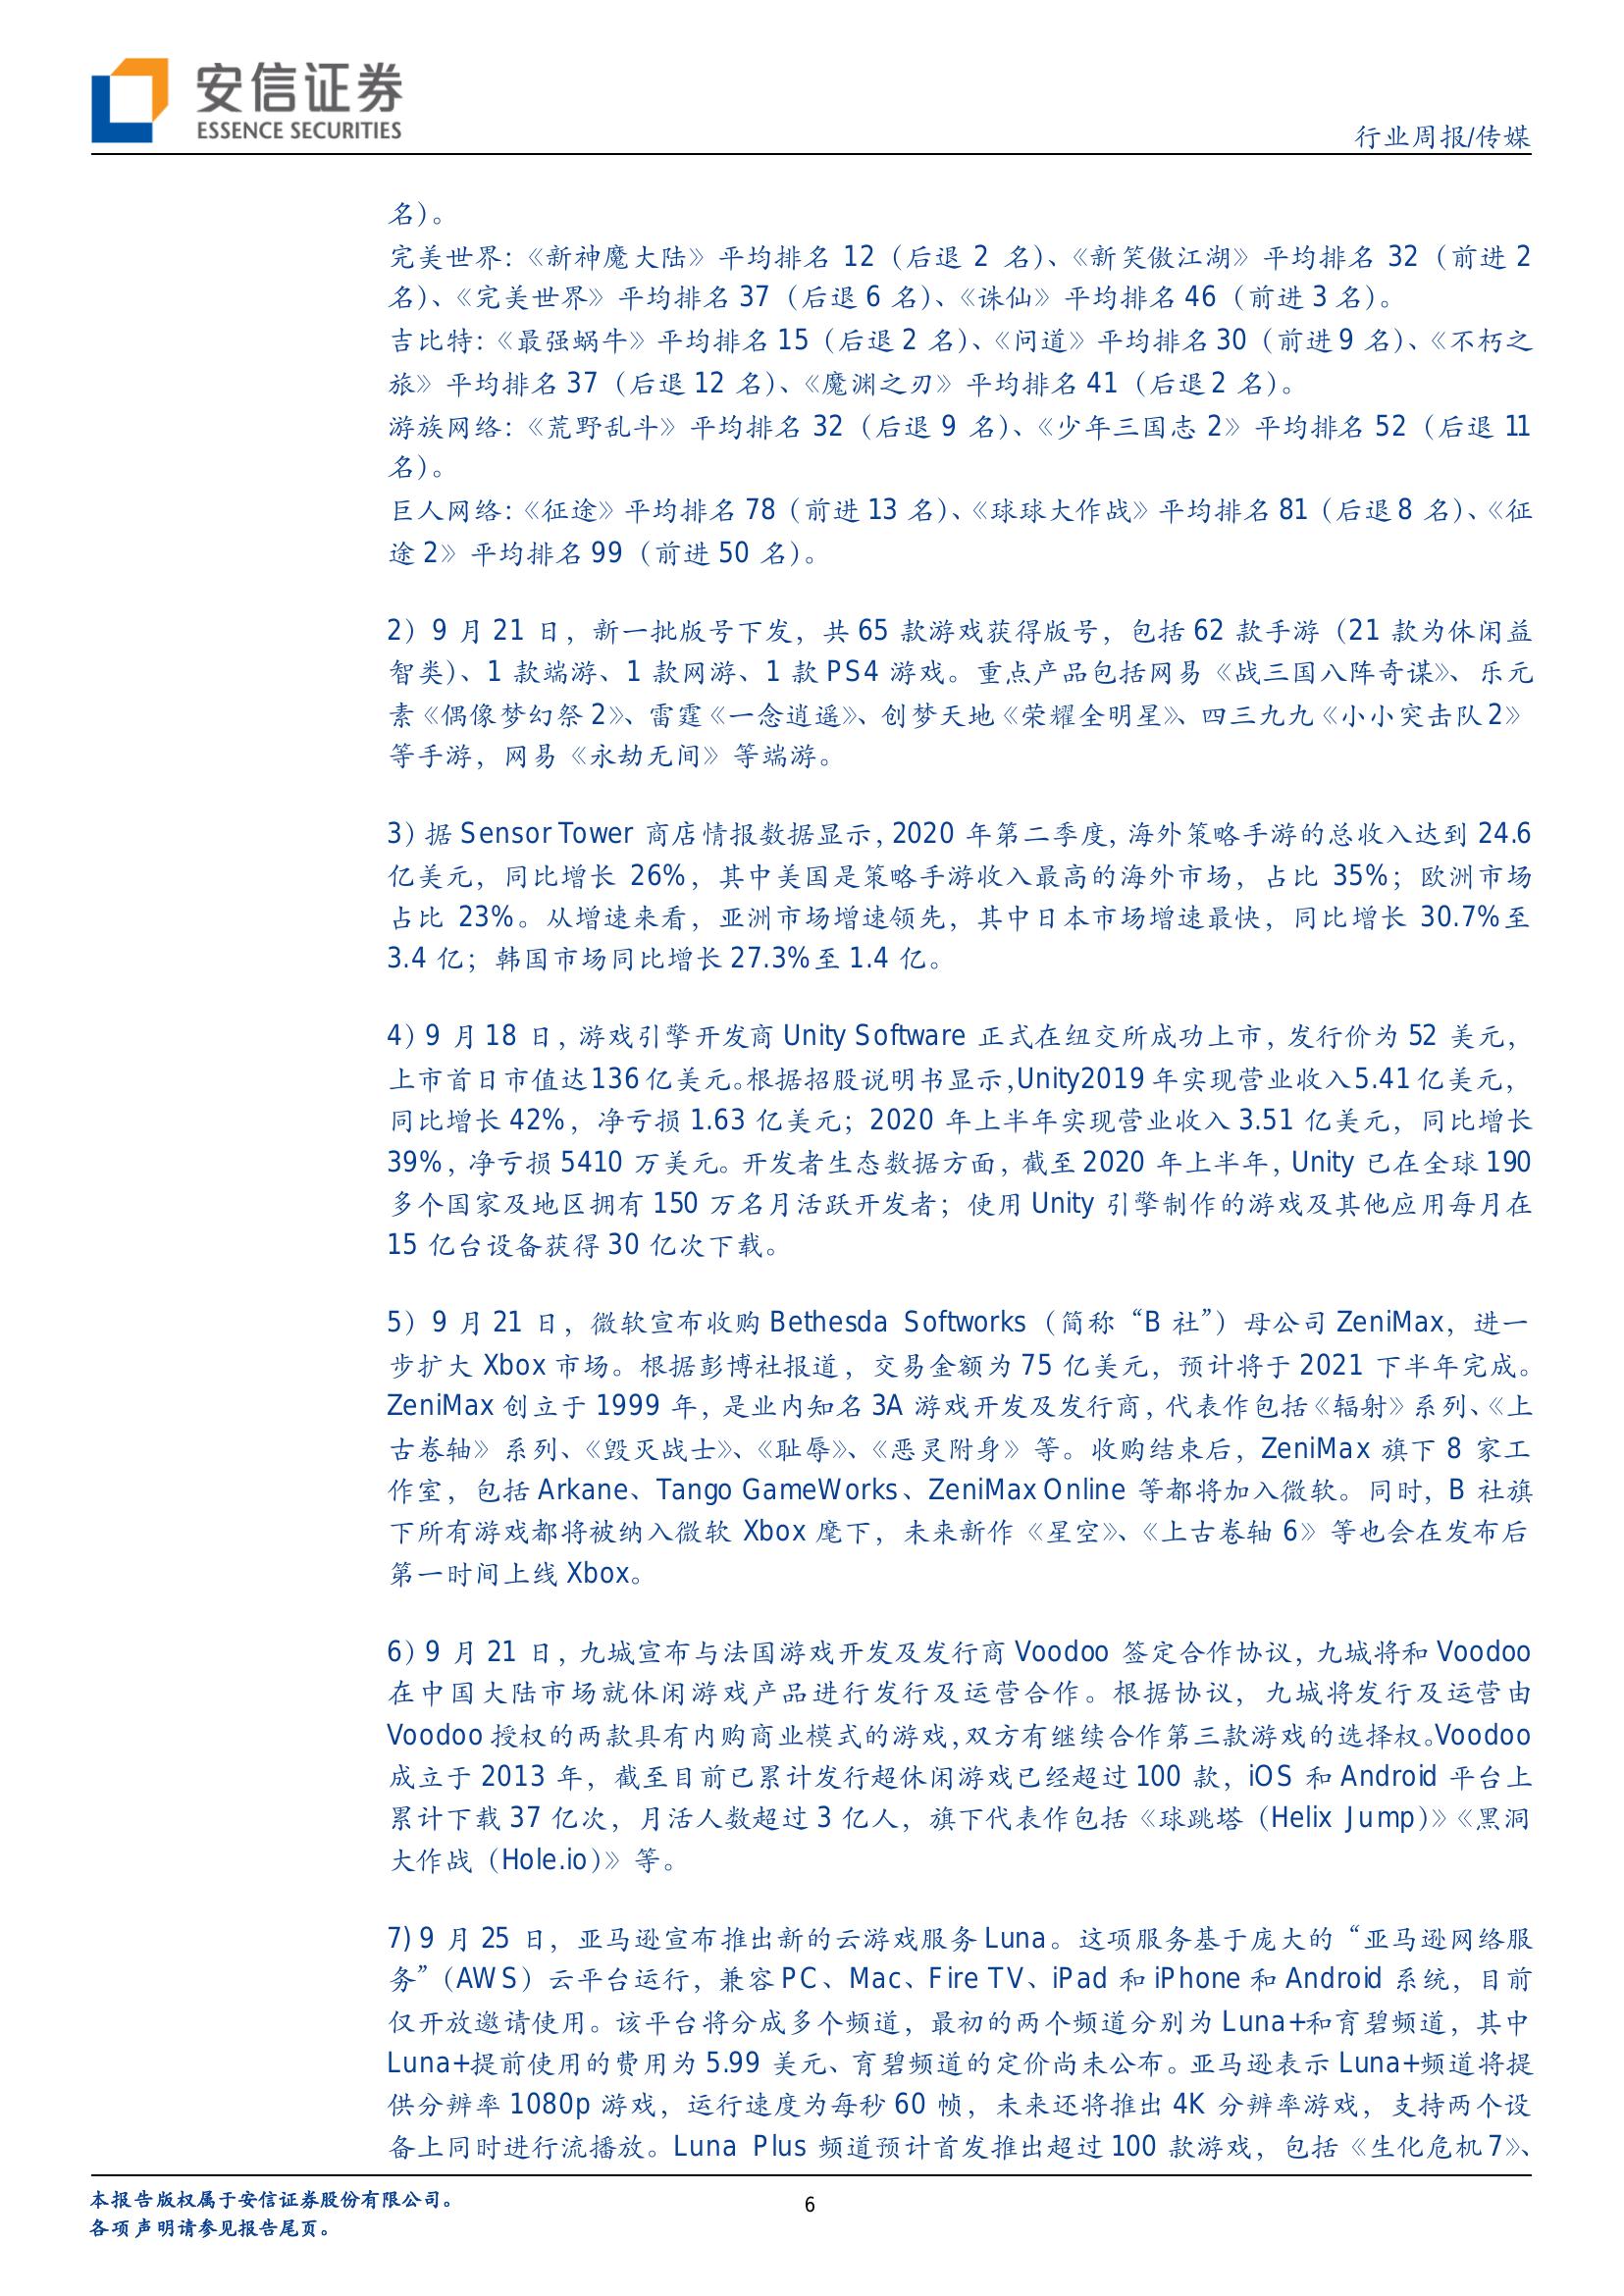 安信证券
ESSENCE SECURITIES
行业周报/传媒
名）。
完美世界：《新神魔大陆》平均排名 12（后退 2 名）、《新笑傲江湖》平均排名 32（前进 2
名）、《完美世界》平均排名 37（后退 6 名）、《诛仙》平均排名 46（前进 3 名）。
吉比特：《最强蜗牛》平均排名 15（后退 2 名）、《问道》平均排名 30（前进 9 名）、《不朽之
旅》平均排名 37（后退 12 名）、《魔渊之刃》平均排名 41（后退 2 名）。
游族网络：《荒野乱斗》平均排名 32（后退 9 名）、《少年三国志 2》平均排名 52（后退 11
名）。
巨人网络：《征途》平均排名 78（前进 13 名）、《球球大作战》平均排名 81（后退 8 名）、《征
途 2》平均排名 99（前进 50 名）。
2）9 月 21 日，新一批版号下发，共 65 款游戏获得版号，包括 62 款手游（21 款为休闲益
智类）、1 款端游、1 款网游、1 款 PS4 游戏。重点产品包括网易《战三国八阵奇谋》、乐元
素《偶像梦幻祭 2》、雷霆《一念逍遥》、创梦天地《荣耀全明星》、四三九九《小小突击队 2》
等手游，网易《永劫无间》等端游。
3）据 Sensor Tower 商店情报数据显示，2020 年第二季度，海外策略手游的总收入达到 24.6
亿美元，同比增长 26%，其中美国是策略手游收入最高的海外市场，占比 35%；欧洲市场
占比 23%。从增速来看，亚洲市场增速领先，其中日本市场增速最快，同比增长 30.7%至
3.4 亿；韩国市场同比增长 27.3%至 1.4 亿。
4）9 月 18 日，游戏引擎开发商 Unity Software 正式在纽交所成功上市，发行价为 52 美元，
上市首日市值达 136 亿美元。根据招股说明书显示，Unity2019 年实现营业收入 5.41 亿美元，
同比增长 42%，净亏损 1.63 亿美元；2020 年上半年实现营业收入 3.51 亿美元，同比增长
39%，净亏损 5410 万美元。开发者生态数据方面，截至 2020 年上半年，Unity 已在全球 190
多个国家及地区拥有 150 万名月活跃开发者；使用 Unity 引擎制作的游戏及其他应用每月在
15 亿台设备获得 30 亿次下载。
5）9 月 21 日，微软宣布收购 Bethesda Softworks（简称“B 社”）母公司 ZeniMax，进一
步扩大 Xbox 市场。根据彭博社报道，交易金额为 75 亿美元，预计将于 2021 下半年完成。
ZeniMax 创立于 1999 年，是业内知名 3A 游戏开发及发行商，代表作包括《辐射》系列、《上
古卷轴》系列、《毁灭战士》、《耻辱》、《恶灵附身》等。收购结束后，ZeniMax 旗下 8 家工
作室，包括 Arkane、Tango GameWorks、ZeniMax Online 等都将加入微软。同时，B 社旗
下所有游戏都将被纳入微软 Xbox 麾下，未来新作《星空》、《上古卷轴 6》等也会在发布后
第一时间上线 Xbox。
6）9 月 21 日，九城宣布与法国游戏开发及发行商 Voodoo 签定合作协议，九城将和 Voodoo
在中国大陆市场就休闲游戏产品进行发行及运营合作。根据协议，九城将发行及运营由
Voodoo 授权的两款具有内购商业模式的游戏，双方有继续合作第三款游戏的选择权。Voodoo
成立于 2013 年，截至目前已累计发行超休闲游戏已经超过 100 款，iOS 和 Android 平台上
累计下载 37 亿次，月活人数超过 3 亿人，旗下代表作包括《球跳塔（Helix Jump）》《黑洞
大作战（Hole.io）》等。
7) 9 月 25 日，亚马逊宣布推出新的云游戏服务 Luna。这项服务基于庞大的“亚马逊网络服
务”（AWS）云平台运行，兼容 PC、Mac、Fire TV、iPad 和 iPhone 和 Android 系统，目前
仅开放邀请使用。该平台将分成多个频道，最初的两个频道分别为 Luna+和育碧频道，其中
Luna+提前使用的费用为 5.99 美元、育碧频道的定价尚未公布。亚马逊表示 Luna+频道将提
供分辨率 1080p 游戏，运行速度为每秒 60 帧，未来还将推出 4K 分辨率游戏，支持两个设
备上同时进行流播放。Luna Plus 频道预计首发推出超过 100 款游戏，包括《生化危机 7》、
本报告版权属于安信证券股份有限公司。
各项声明请参见报告尾页。
6